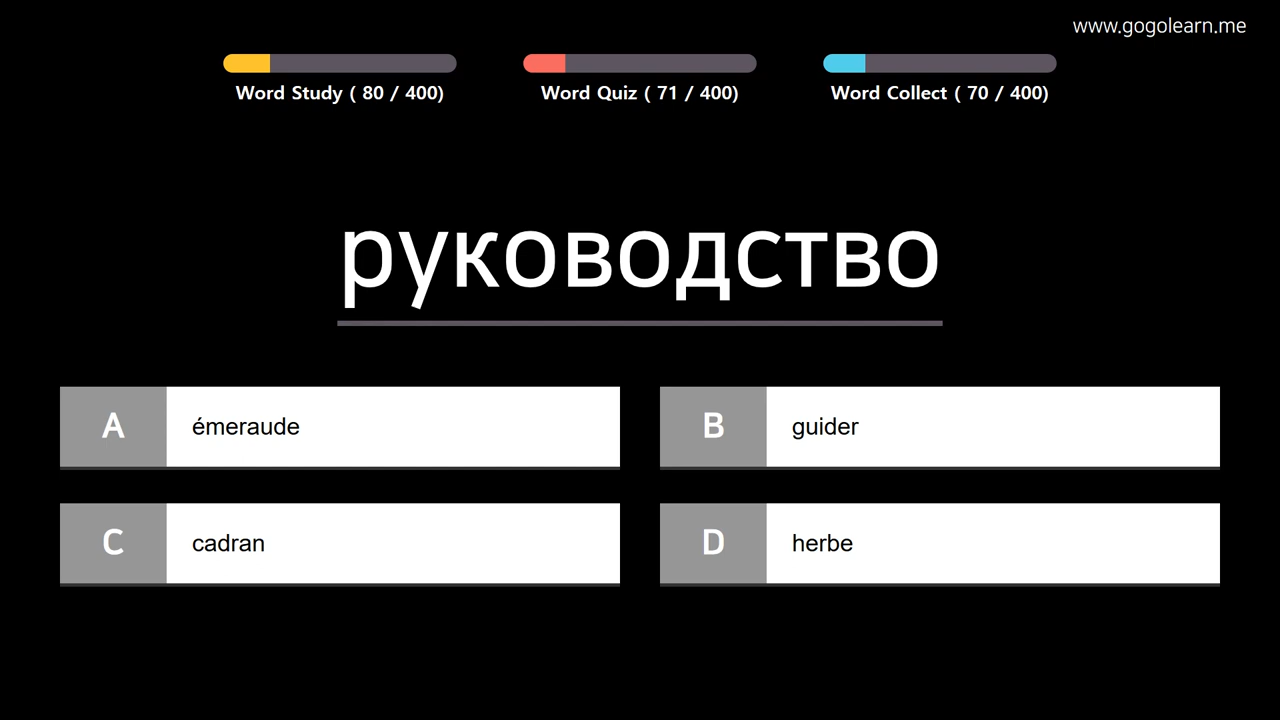 www.gogolearn.me
Word Study ( 80 / 400)
Word Quiz ( 71 / 400)
Word Collect ( 70 / 400)
руководство
A émeraude
B guider
C cadran
D herbe